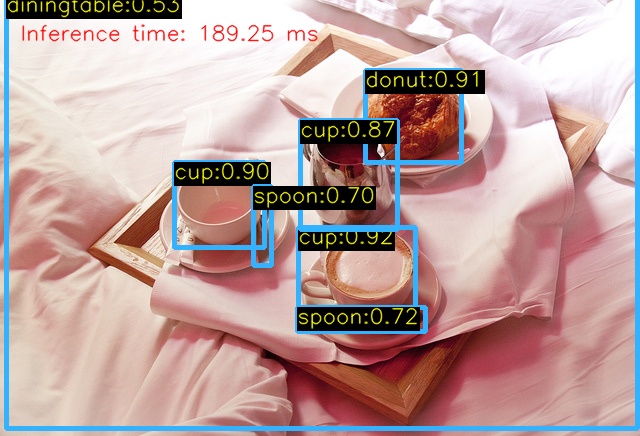 diningtable:0.53
Inference time: 189.25 ms
donut:0.91
cup:0.87
cup:0.90
spoon:0.70
cup:0.92
spoon:0.72